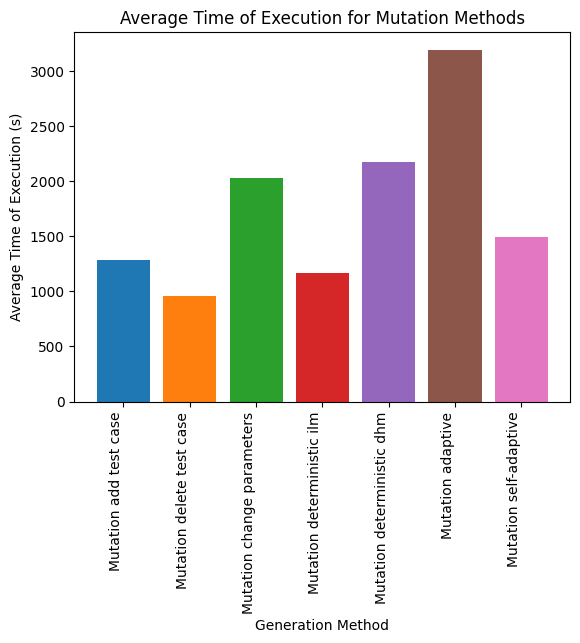 Average Time of Execution for Mutation Methods
Average Time of Execution (s)
3000
2500
2000
1500
1000
500
0
Mutation add test case
Mutation delete test case
Mutation change parameters
Mutation deterministic ilm
Mutation deterministic dhm
Mutation adaptive
Mutation self-adaptive
Generation Method